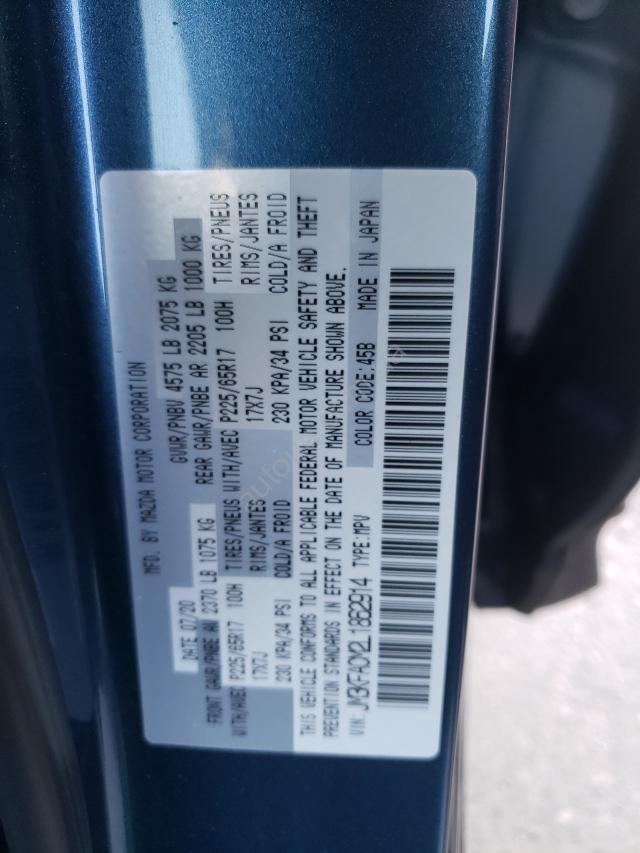 MFD. BY MAZDA MOTOR CORPORATION
DATE 07/20 GVWR/PNBV 4575 LB 2075 KG
FRONT GAWR/PNBE AV 2370 LB 1075 KG REAR GAWR/PNBE AR 2205 LB 1000 KG
WITH/AVEC P225/65R17 100H TIRES/PNEUS WITH/AVEC P225/65R17 100H TIRES/PNEUS
17X7J RIMS/JANTES 17X7J RIMS/JANTES
230 KPA/34 PSI COLD/A FROID 230 KPA/34 PSI COLD/A FROID
THIS VEHICLE CONFORMS TO ALL APPLICABLE FEDERAL MOTOR VEHICLE SAFETY AND THEFT
PREVENTION STANDARDS IN EFFECT ON THE DATE OF MANUFACTURE SHOWN ABOVE.
VIN: JM3KFACM2L1862914 TYPE:MPV COLOR CODE:45B MADE IN JAPAN